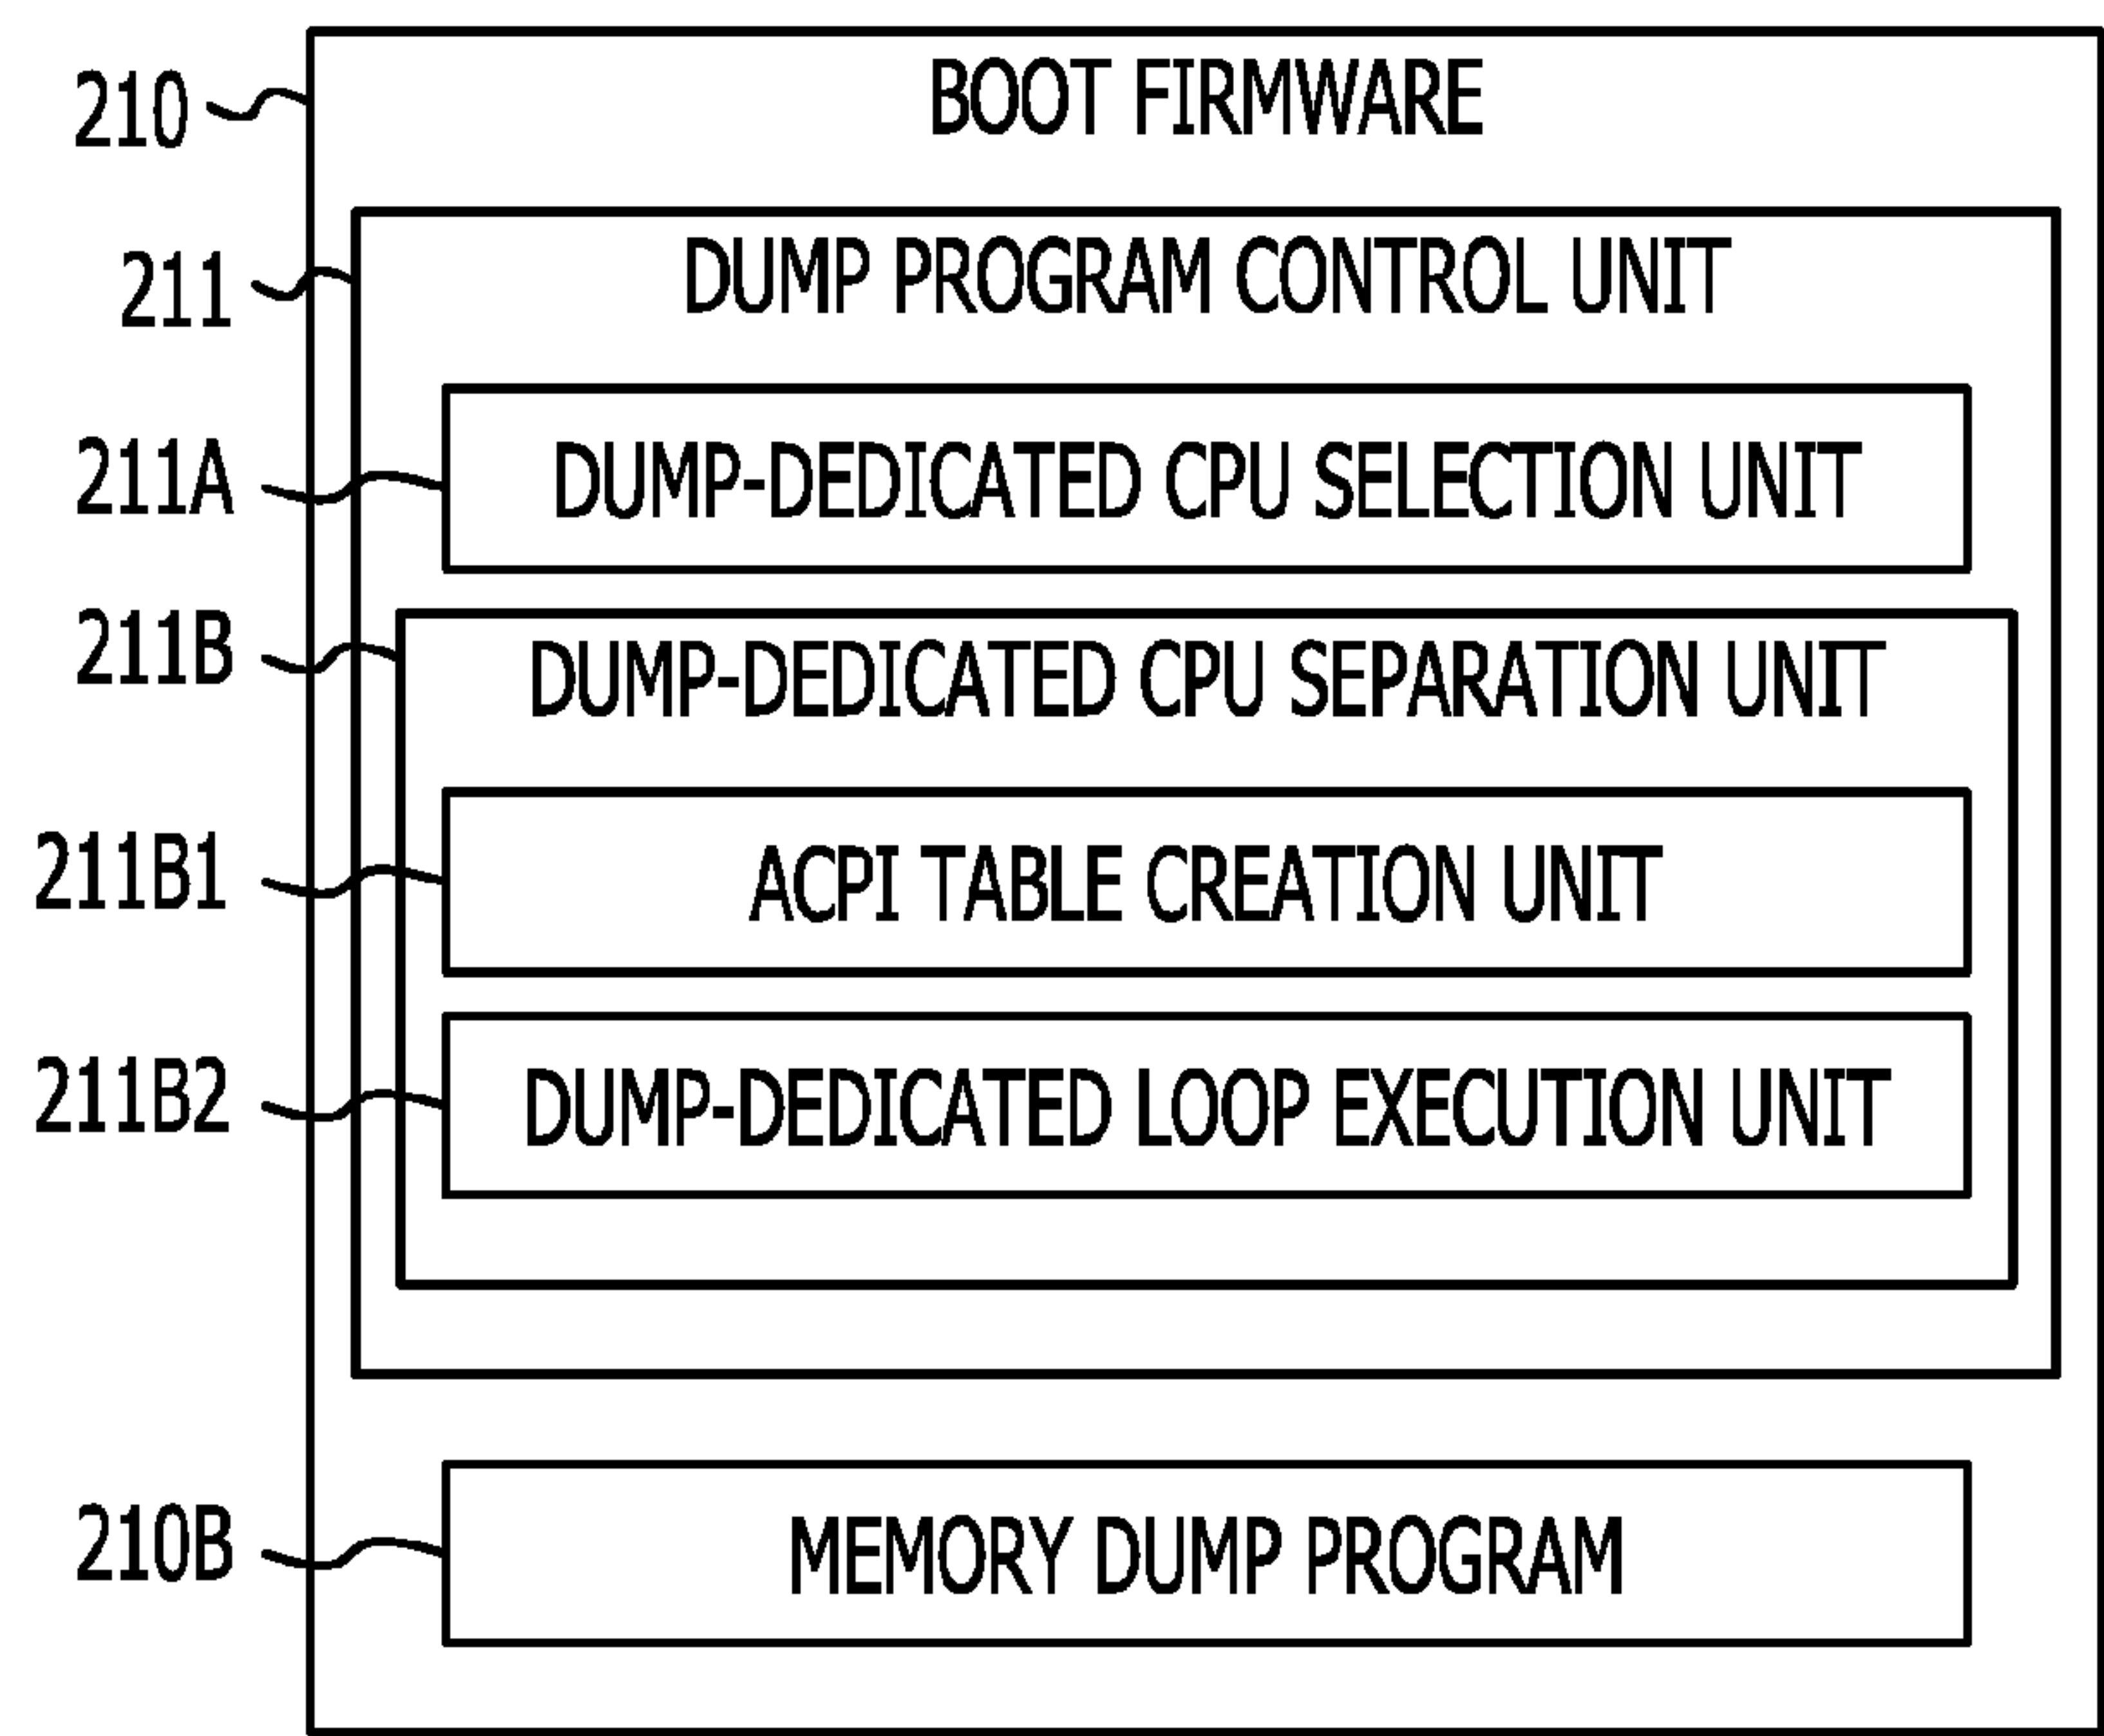 210 BOOT FIRMWARE
211 DUMP PROGRAM CONTROL UNIT
211A DUMP-DEDICATED CPU SELECTION UNIT
211B DUMP-DEDICATED CPU SEPARATION UNIT
211B1 ACPI TABLE CREATION UNIT
211B2 DUMP-DEDICATED LOOP EXECUTION UNIT
210B MEMORY DUMP PROGRAM